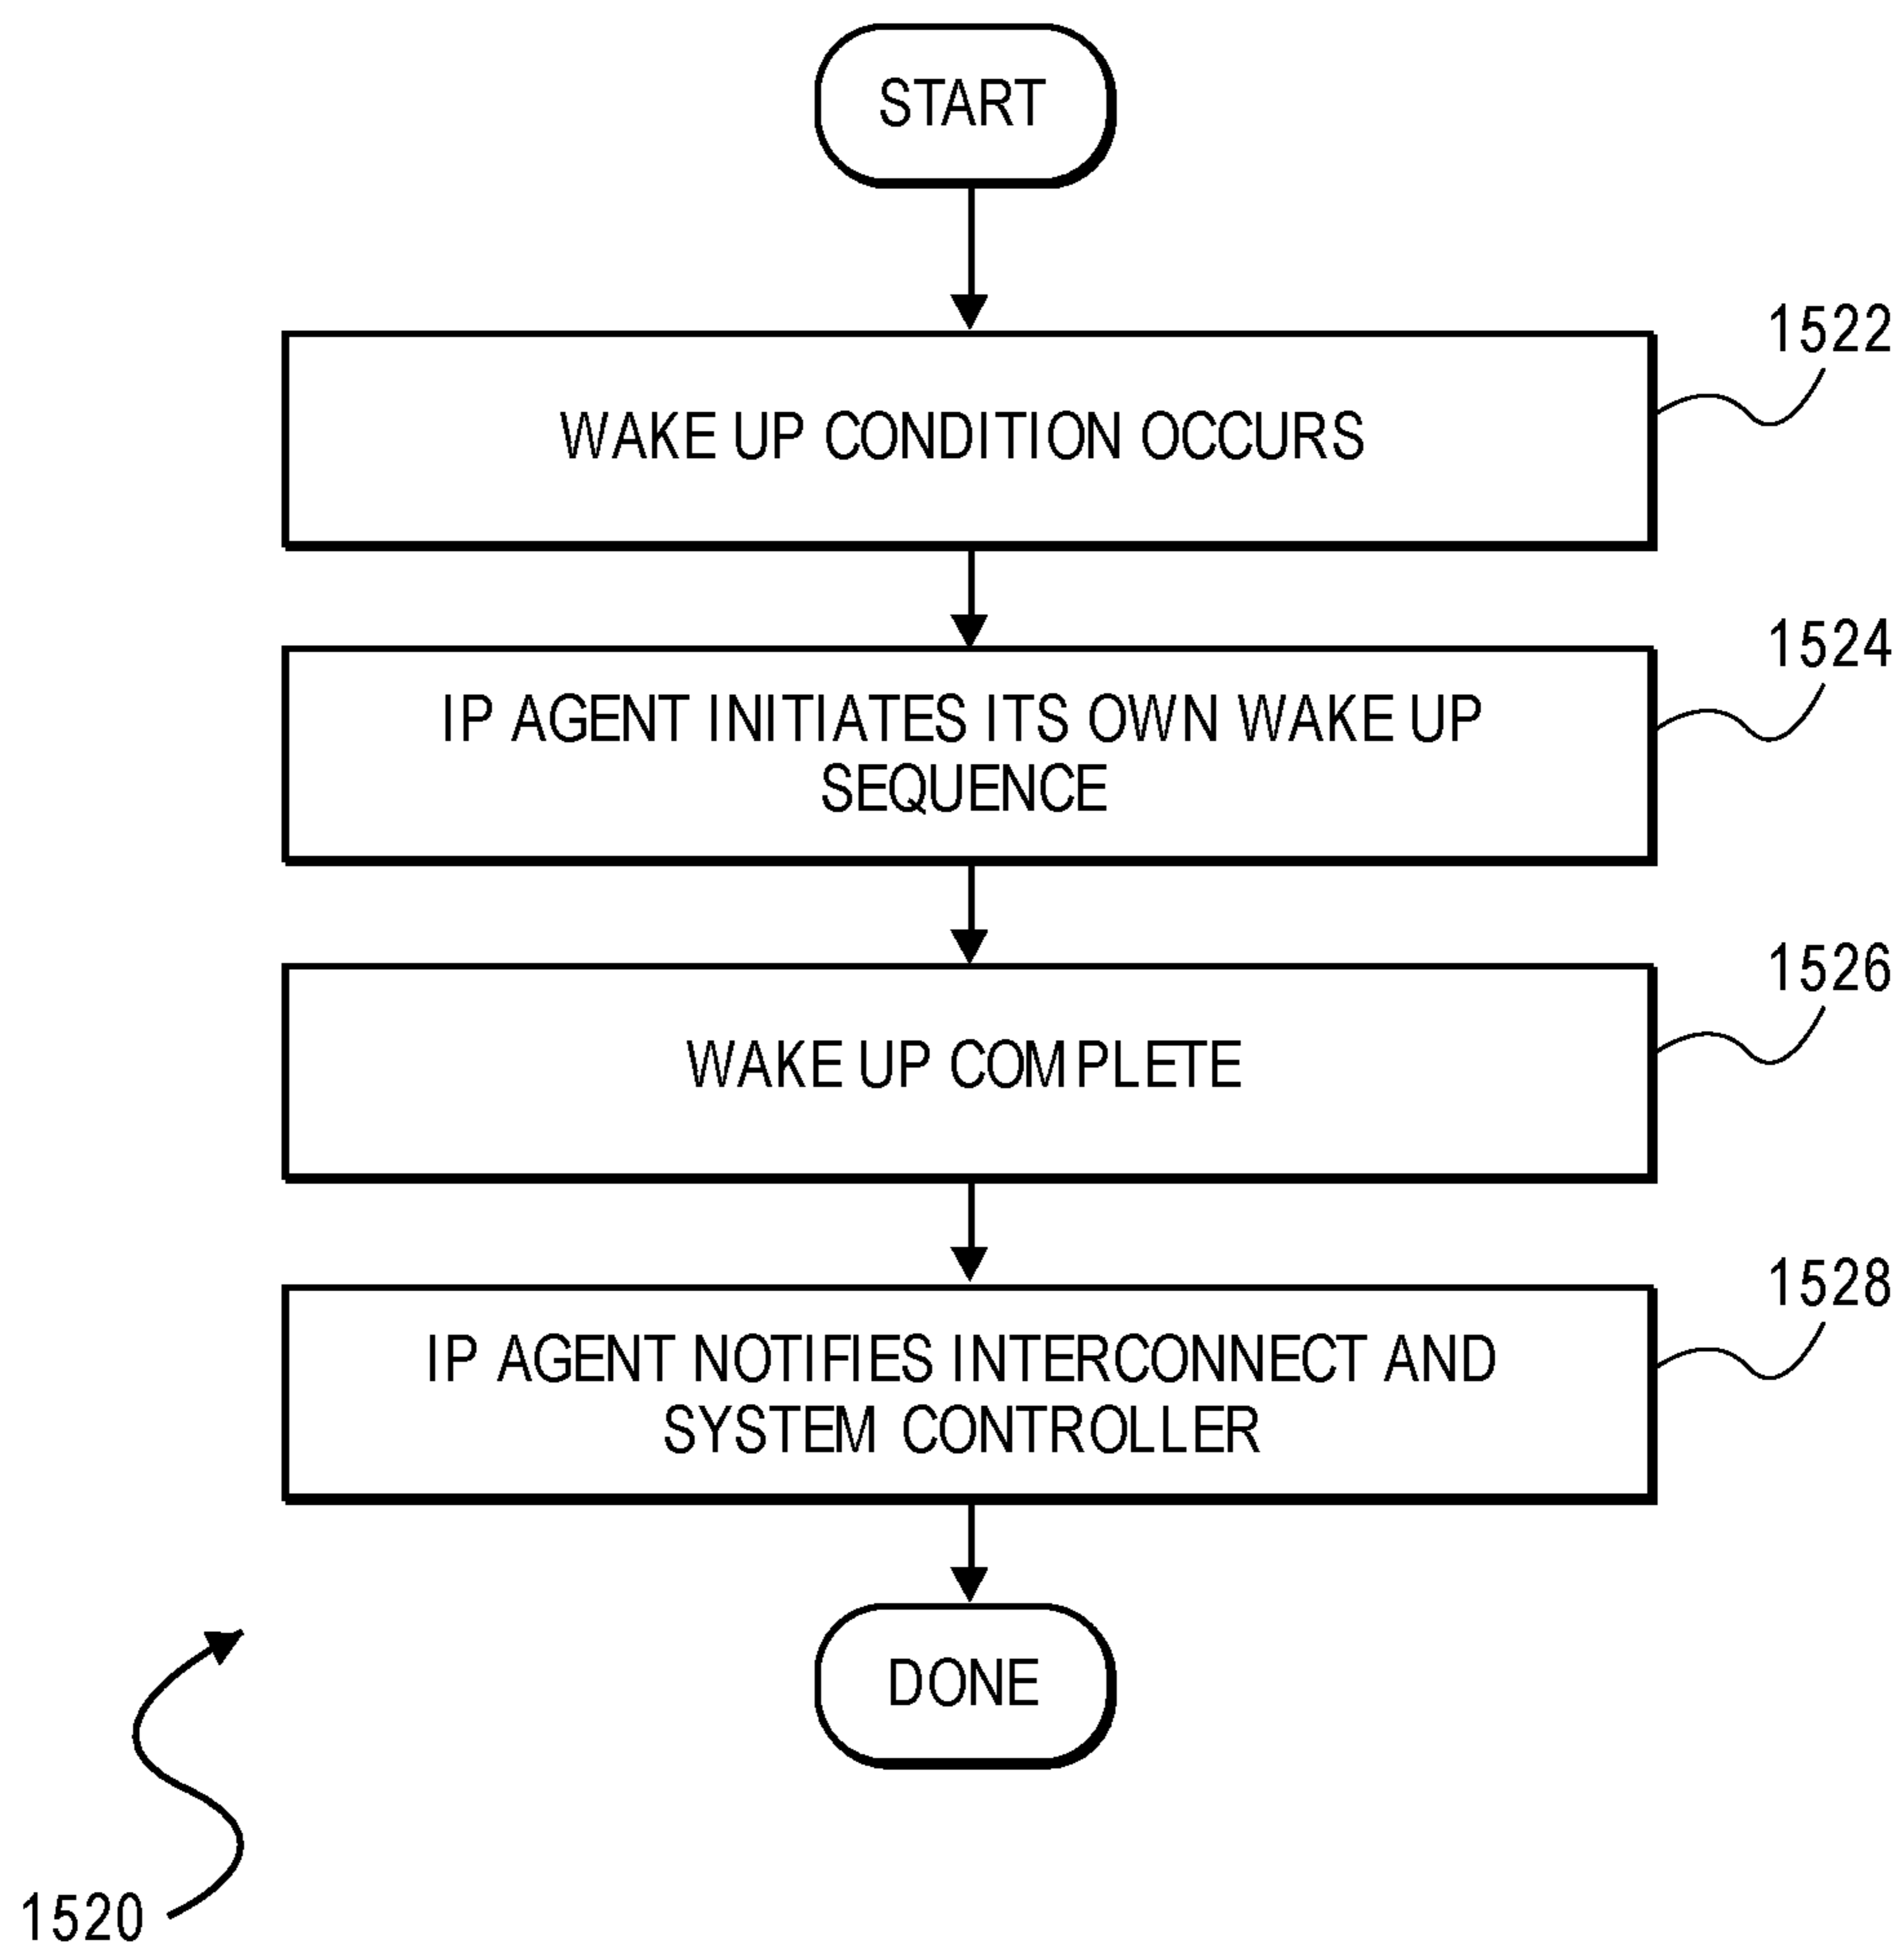 START
1522
WAKE UP CONDITION OCCURS
1524
IP AGENT INITIATES ITS OWN WAKE UP
SEQUENCE
1526
WAKE UP COMPLETE
1528
IP AGENT NOTIFIES INTERCONNECT AND
SYSTEM CONTROLLER
DONE
1520